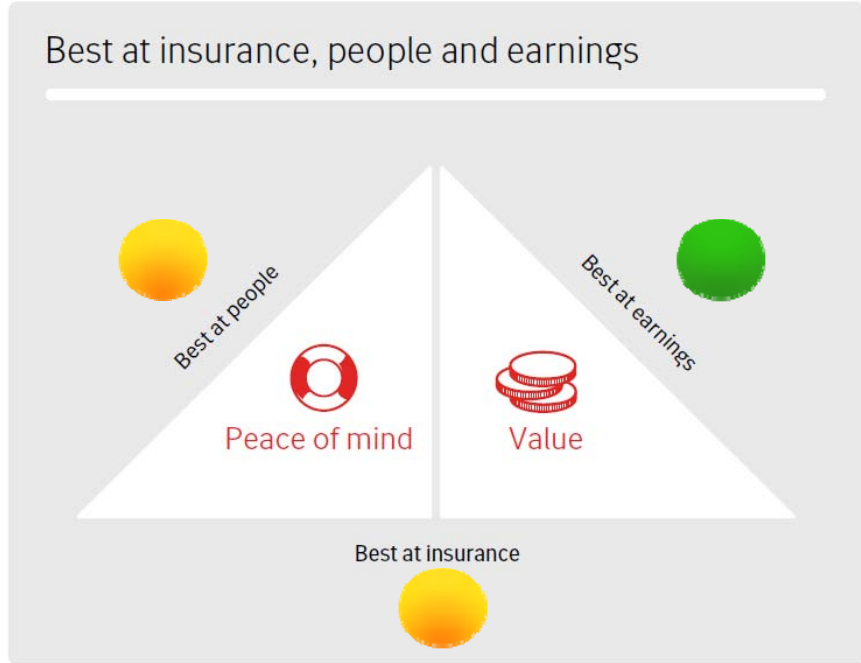 Best at insurance, people and earnings
Best at people
Best at earnings
Peace of mind
Value
Best at insurance